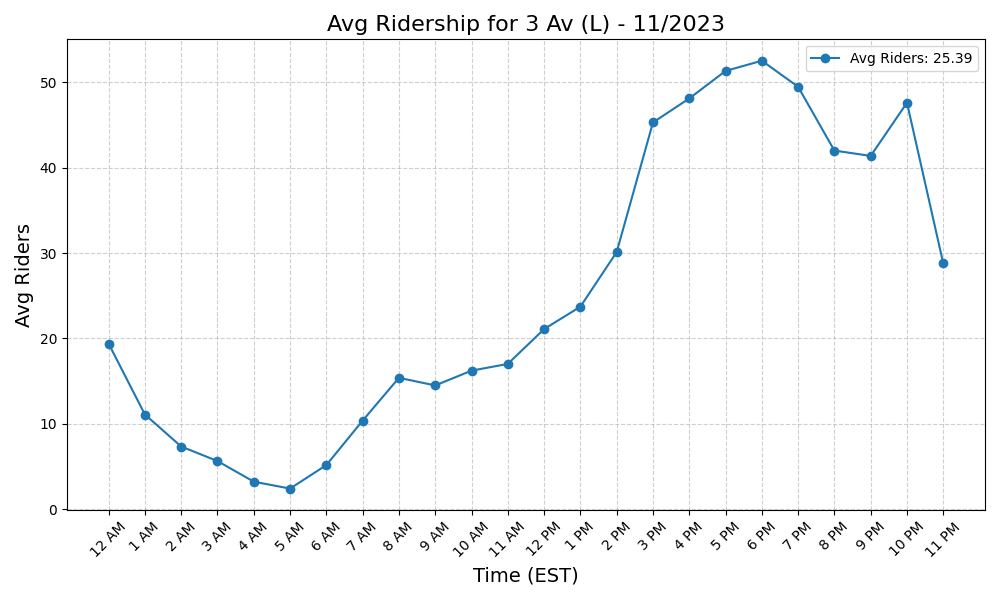 Avg Ridership for 3 Av (L) - 11/2023
Avg Riders: 25.39
Avg Riders
50
40
30
20
10
0
12 AM
1 AM
2 AM
3 AM
4 AM
5 AM
6 AM
7 AM
8 AM
9 AM
10 AM
11 AM
12 PM
1 PM
2 PM
3 PM
4 PM
5 PM
6 PM
7 PM
8 PM
9 PM
10 PM
11 PM
Time (EST)